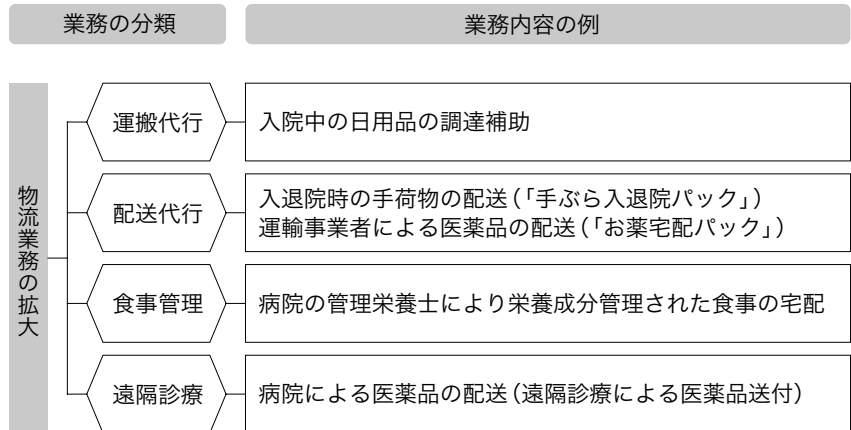 業務の分類
業務内容の例
物流業務の拡大
運搬代行
入院中の日用品の調達補助
配送代行
入退院時の手荷物の配送(「手ぶら入退院パック」)
運輸事業者による医薬品の配送(「お薬宅配パック」)
食事管理
病院の管理栄養士により栄養成分管理された食事の宅配
遠隔診療
病院による医薬品の配送(遠隔診療による医薬品送付)